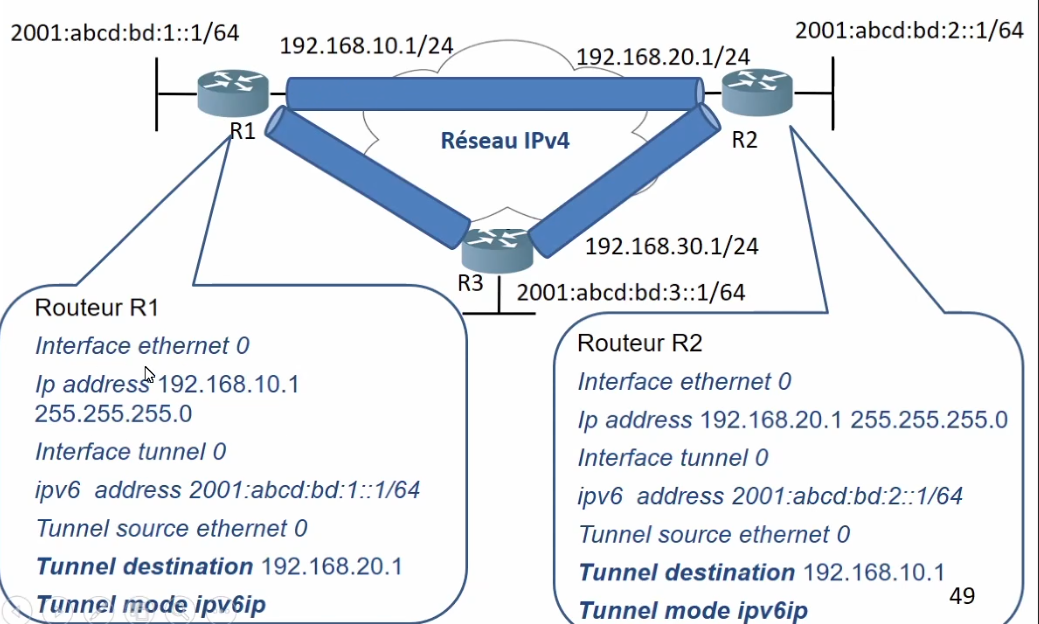 2001:abcd:bd:1::1/64
192.168.10.1/24
192.168.20.1/24
2001:abcd:bd:2::1/64
R1
Réseau IPv4
R2
192.168.30.1/24
R3
2001:abcd:bd:3::1/64
Routeur R1
Interface ethernet 0
Ip address 192.168.10.1
255.255.255.0
Interface tunnel 0
ipv6 address 2001:abcd:bd:1::1/64
Tunnel source ethernet 0
Tunnel destination 192.168.20.1
Tunnel mode ipv6ip
Routeur R2
Interface ethernet 0
Ip address 192.168.20.1 255.255.255.0
Interface tunnel 0
ipv6 address 2001:abcd:bd:2::1/64
Tunnel source ethernet 0
Tunnel destination 192.168.10.1
Tunnel mode ipv6ip
49